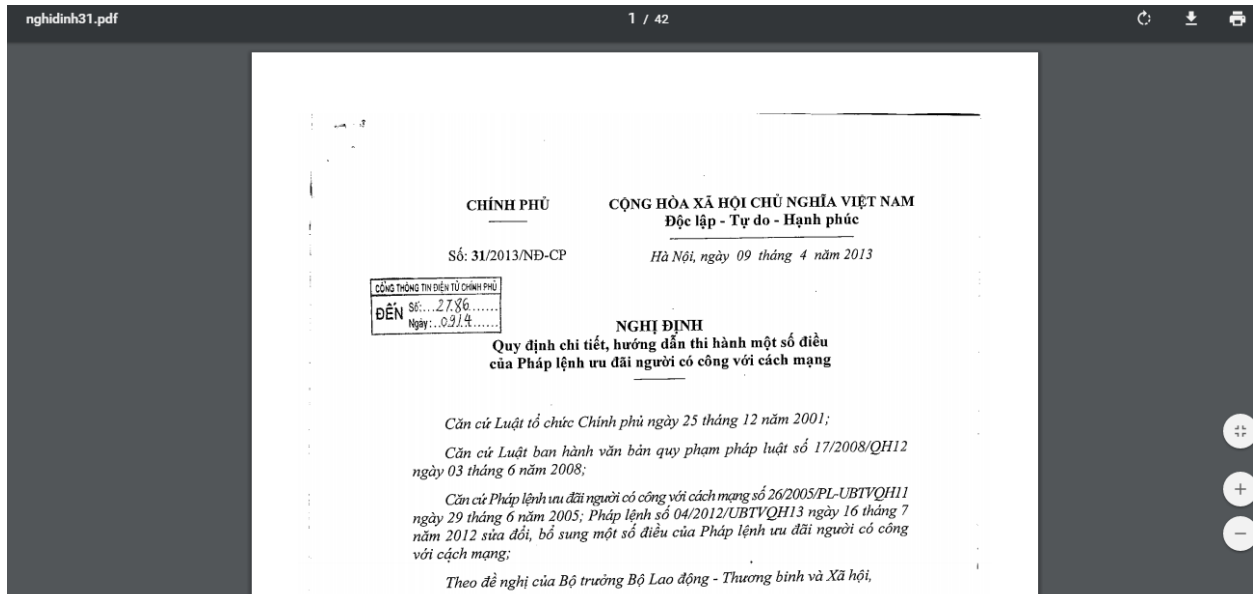 nghidinh31.pdf
1 / 42
CHÍNH PHỦ
CỘNG HÒA XÃ HỘI CHỦ NGHĨA VIỆT NAM
Độc lập - Tự do - Hạnh phúc
Số: 31/2013/NĐ-CP
Hà Nội, ngày 09 tháng 4 năm 2013
CỔNG THÔNG TIN ĐIỆN TỬ CHÍNH PHỦ
ĐẾN Số:...2786.......
Ngày:..09/4......
NGHỊ ĐỊNH
Quy định chi tiết, hướng dẫn thi hành một số điều
của Pháp lệnh ưu đãi người có công với cách mạng
Căn cứ Luật tổ chức Chính phủ ngày 25 tháng 12 năm 2001;
Căn cứ Luật ban hành văn bản quy phạm pháp luật số 17/2008/QH12
ngày 03 tháng 6 năm 2008;
Căn cứ Pháp lệnh ưu đãi người có công với cách mạng số 26/2005/PL-UBTVQH11
ngày 29 tháng 6 năm 2005; Pháp lệnh số 04/2012/UBTVQH13 ngày 16 tháng 7
năm 2012 sửa đổi, bổ sung một số điều của Pháp lệnh ưu đãi người có công
với cách mạng;
Theo đề nghị của Bộ trưởng Bộ Lao động - Thương binh và Xã hội,